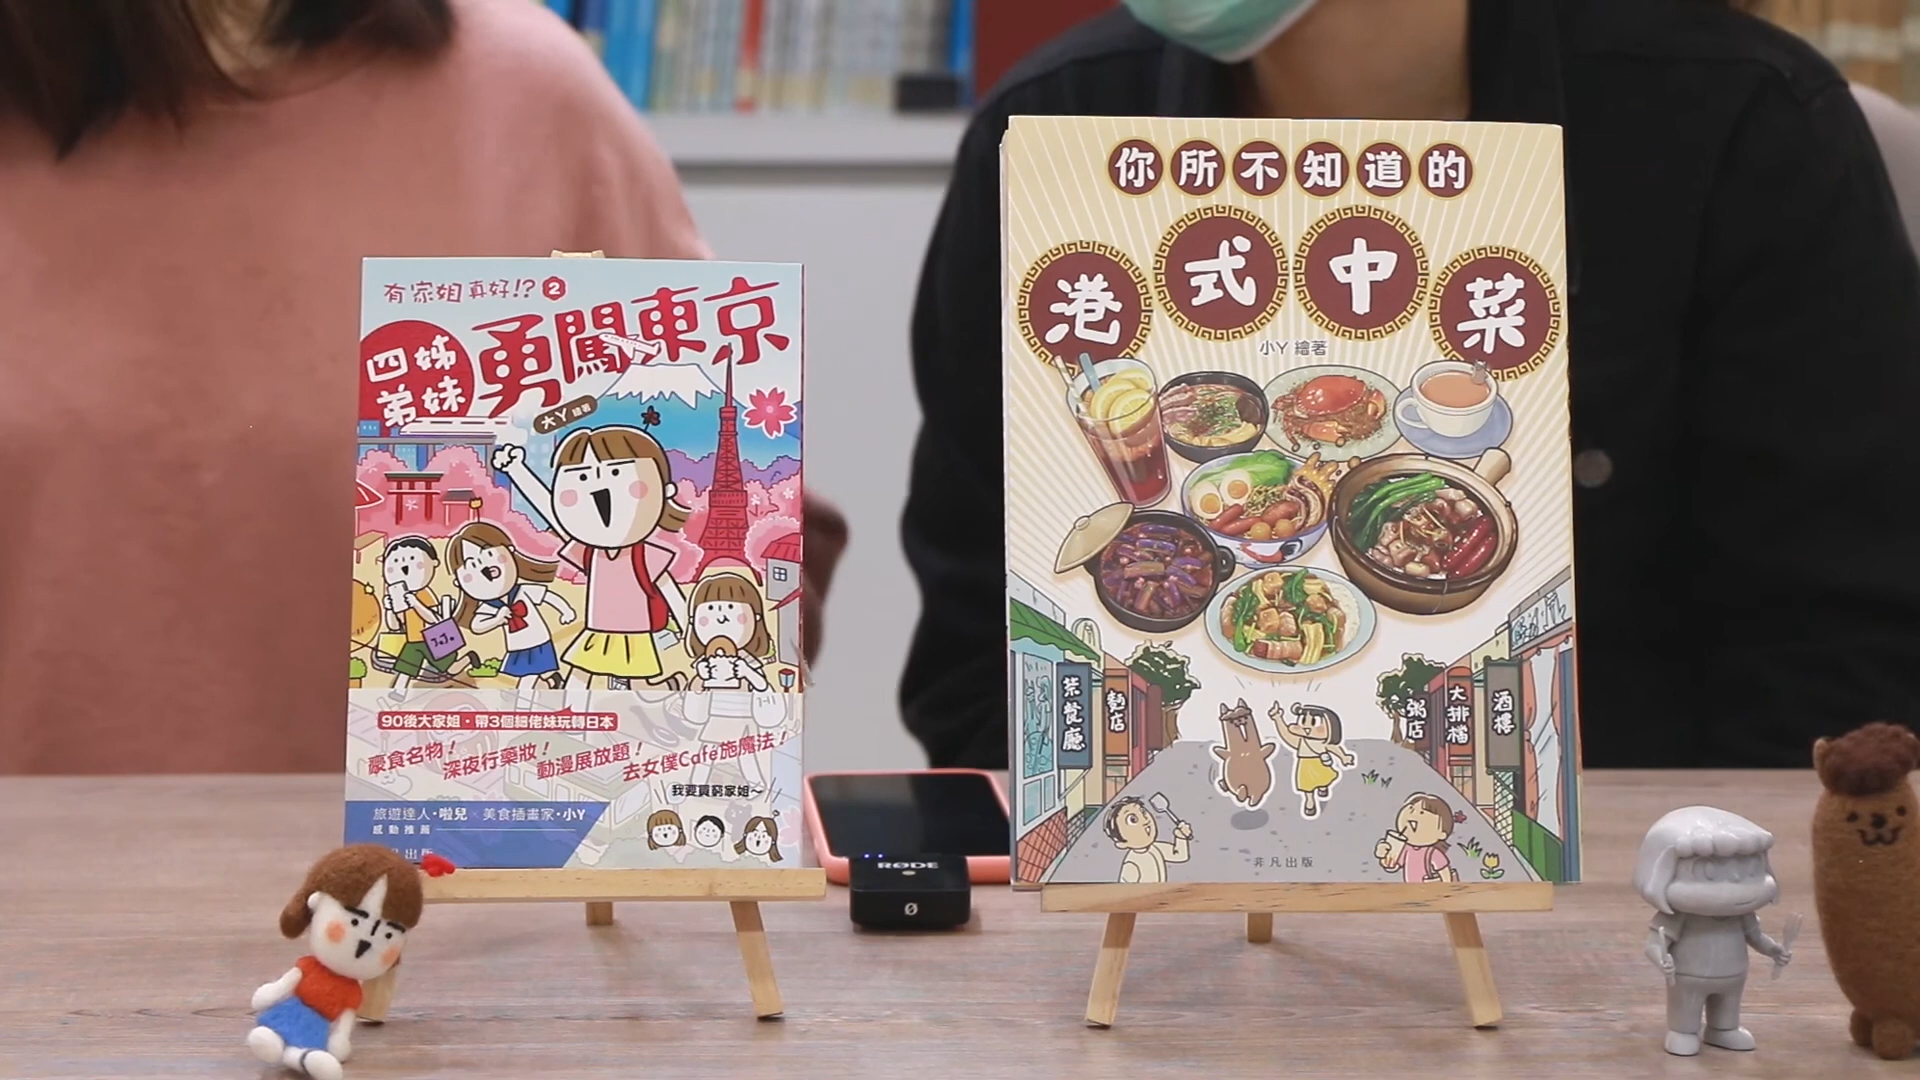 有家姐真好!? 2
四姊弟妹
勇闖東京
大丫 繪著
J.J.
90後大家姐・帶3個細佬妹玩轉日本
豪食名物！
深夜行藥妝！
動漫展放題！
去女僕Café施魔法！
我要買窮家姐～
旅遊達人・啦兒 × 美食插畫家・小丫
感動推薦
RØDE
你所不知道的
港式中菜
小丫 繪著
茶餐廳
麵店
粥店
大排檔
酒樓
非凡出版